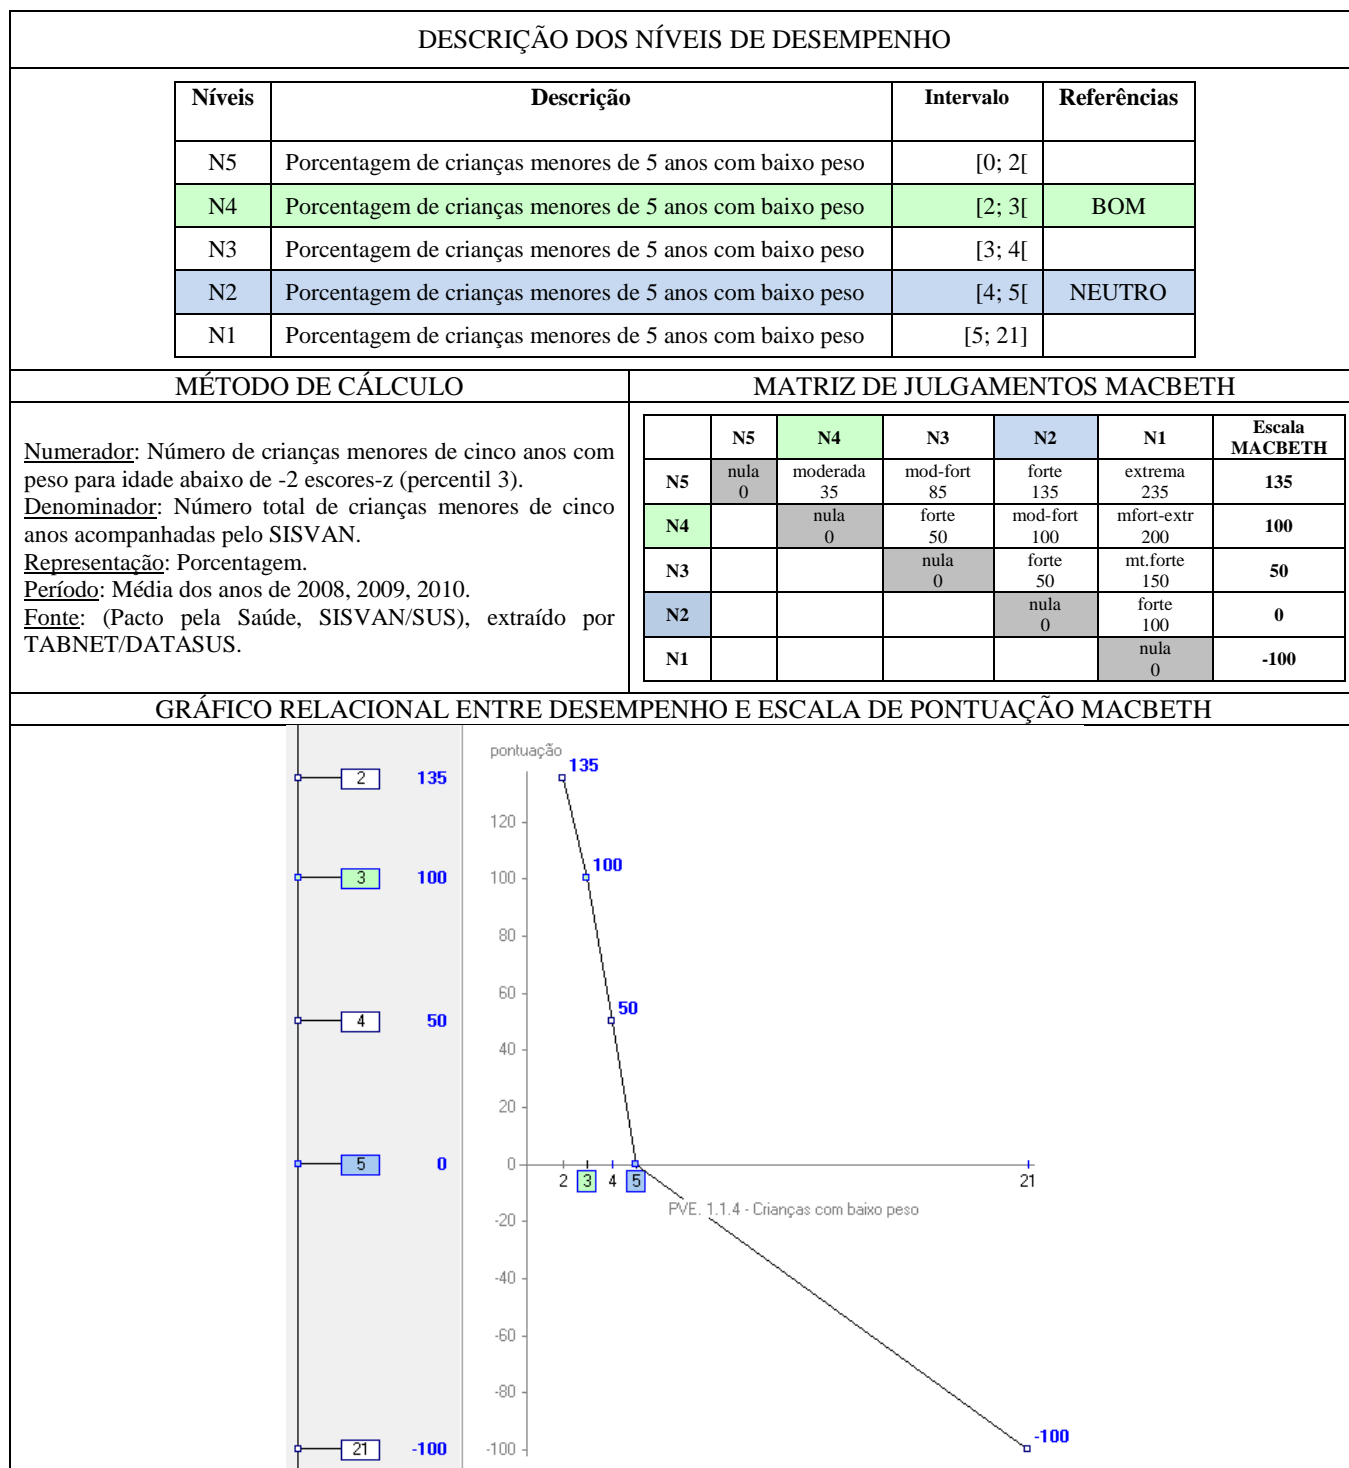 DESCRIÇÃO DOS NÍVEIS DE DESEMPENHO
Níveis Descrição Intervalo Referências
N5 Porcentagem de crianças menores de 5 anos com baixo peso [0; 2[
N4 Porcentagem de crianças menores de 5 anos com baixo peso [2; 3[ BOM
N3 Porcentagem de crianças menores de 5 anos com baixo peso [3; 4[
N2 Porcentagem de crianças menores de 5 anos com baixo peso [4; 5[ NEUTRO
N1 Porcentagem de crianças menores de 5 anos com baixo peso [5; 21]
MÉTODO DE CÁLCULO
Numerador: Número de crianças menores de cinco anos com
peso para idade abaixo de -2 escores-z (percentil 3).
Denominador: Número total de crianças menores de cinco
anos acompanhadas pelo SISVAN.
Representação: Porcentagem.
Período: Média dos anos de 2008, 2009, 2010.
Fonte: (Pacto pela Saúde, SISVAN/SUS), extraído por
TABNET/DATASUS.
MATRIZ DE JULGAMENTOS MACBETH
N5 N4 N3 N2 N1 Escala
MACBETH
N5 nula moderada mod-fort forte extrema 135
0 35 85 135 235
N4 nula forte mod-fort mfort-extr 100
0 50 100 200
N3 nula forte mt.forte 50
0 50 150
N2 nula forte 0
0 100
N1 nula -100
0
GRÁFICO RELACIONAL ENTRE DESEMPENHO E ESCALA DE PONTUAÇÃO MACBETH
2 135
3 100
4 50
5 0
21 -100
pontuação
135
120
100
100
80
60
50
40
20
0
2 3 4 5 21
PVE. 1.1.4 - Crianças com baixo peso
-20
-40
-60
-80
-100
-100